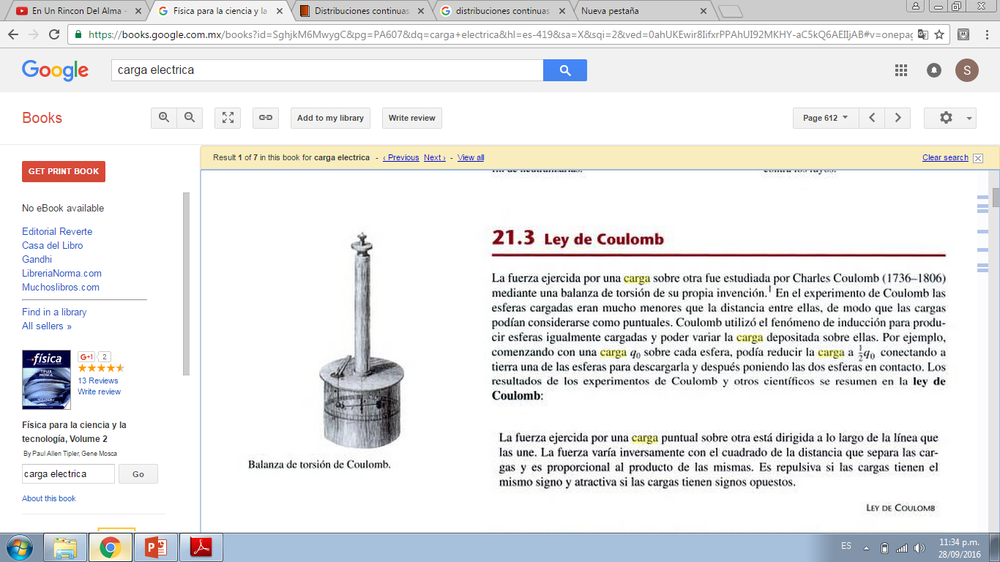 En Un Rincon Del Alma -
Física para la ciencia y la
Distribuciones continuas
distribuciones continuas
Nueva pestaña
https://books.google.com.mx/books?id=SghjkM6MwygC&pg=PA607&dq=carga+electrica&hl=es-419&sa=X&sqi=2&ved=0ahUKEwir8IifxrPPAhUI92MKHY-aC5kQ6AEIIjAB#v=onepag
Google
carga electrica
S
Books
Add to my library
Write review
Page 612
Result 1 of 7 in this book for carga electrica - ‹ Previous Next › - View all
Clear search
GET PRINT BOOK
No eBook available
Editorial Reverte
Casa del Libro
Gandhi
LibreriaNorma.com
Muchoslibros.com
Find in a library
All sellers »
física
TIPLER
MOSCA
G+1 2
13 Reviews
Write review
Física para la ciencia y la
tecnología, Volume 2
By Paul Allen Tipler, Gene Mosca
carga electrica
Go
About this book
21.3 Ley de Coulomb
La fuerza ejercida por una carga sobre otra fue estudiada por Charles Coulomb (1736–1806)
mediante una balanza de torsión de su propia invención.¹ En el experimento de Coulomb las
esferas cargadas eran mucho menores que la distancia entre ellas, de modo que las cargas
podían considerarse como puntuales. Coulomb utilizó el fenómeno de inducción para produ-
cir esferas igualmente cargadas y poder variar la carga depositada sobre ellas. Por ejemplo,
comenzando con una carga q₀ sobre cada esfera, podía reducir la carga a ½q₀ conectando a
tierra una de las esferas para descargarla y después poniendo las dos esferas en contacto. Los
resultados de los experimentos de Coulomb y otros científicos se resumen en la ley de
Coulomb:
La fuerza ejercida por una carga puntual sobre otra está dirigida a lo largo de la línea que
las une. La fuerza varía inversamente con el cuadrado de la distancia que separa las car-
gas y es proporcional al producto de las mismas. Es repulsiva si las cargas tienen el
mismo signo y atractiva si las cargas tienen signos opuestos.
LEY DE COULOMB
Balanza de torsión de Coulomb.
ES
11:34 p.m.
28/09/2016